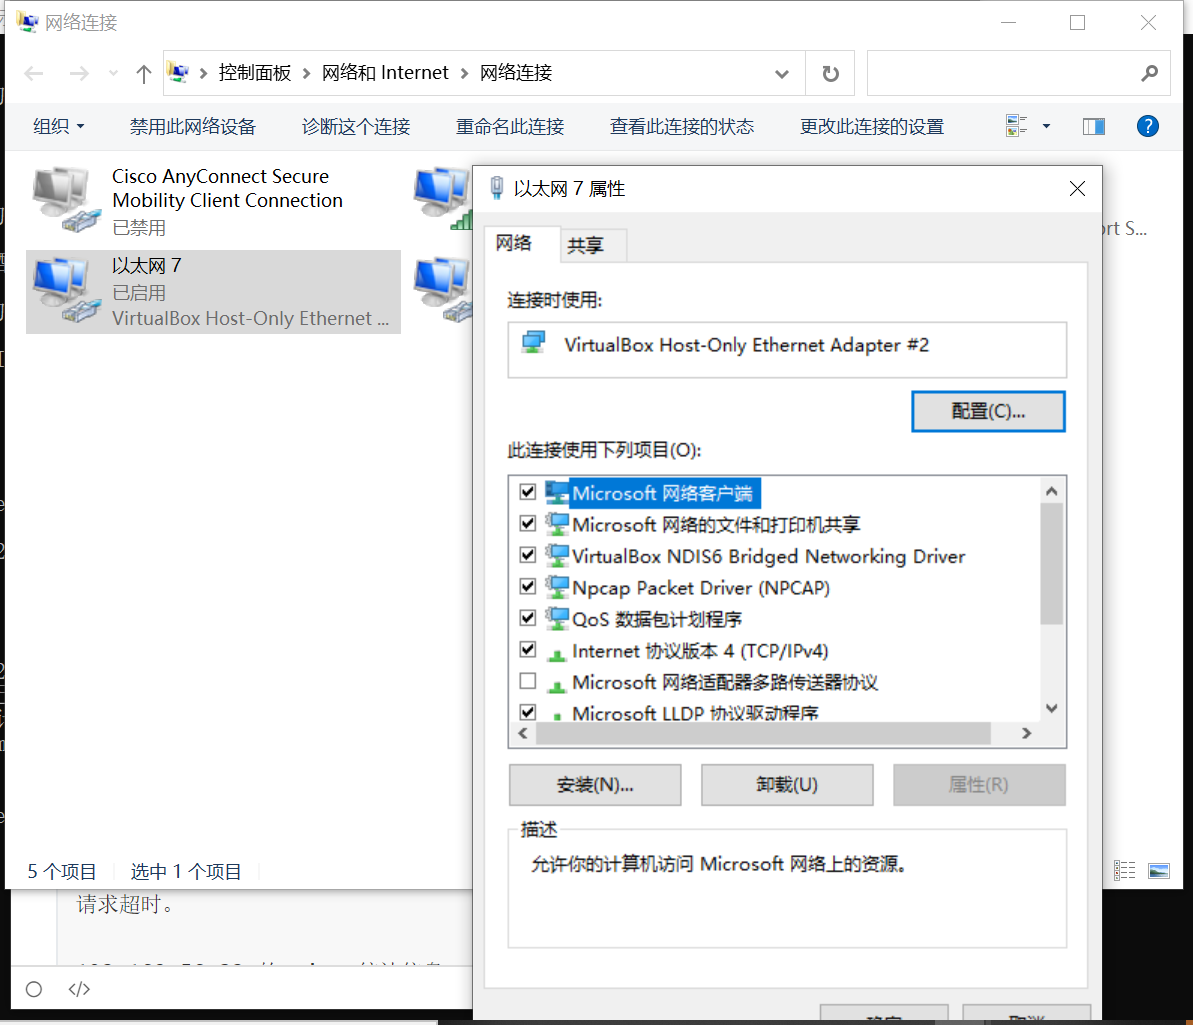 网络连接
控制面板 > 网络和 Internet > 网络连接
组织 禁用此网络设备 诊断这个连接 重命名此连接 查看此连接的状态 更改此连接的设置
Cisco AnyConnect Secure
Mobility Client Connection
已禁用
以太网 7
已启用
VirtualBox Host-Only Ethernet ...
ort S...
以太网 7 属性
网络 共享
连接时使用:
VirtualBox Host-Only Ethernet Adapter #2
配置(C)...
此连接使用下列项目(O):
Microsoft 网络客户端
Microsoft 网络的文件和打印机共享
VirtualBox NDIS6 Bridged Networking Driver
Npcap Packet Driver (NPCAP)
QoS 数据包计划程序
Internet 协议版本 4 (TCP/IPv4)
Microsoft 网络适配器多路传送器协议
Microsoft LLDP 协议驱动程序
安装(N)... 卸载(U) 属性(R)
描述
允许你的计算机访问 Microsoft 网络上的资源。
确定 取消
5 个项目 选中 1 个项目
请求超时。